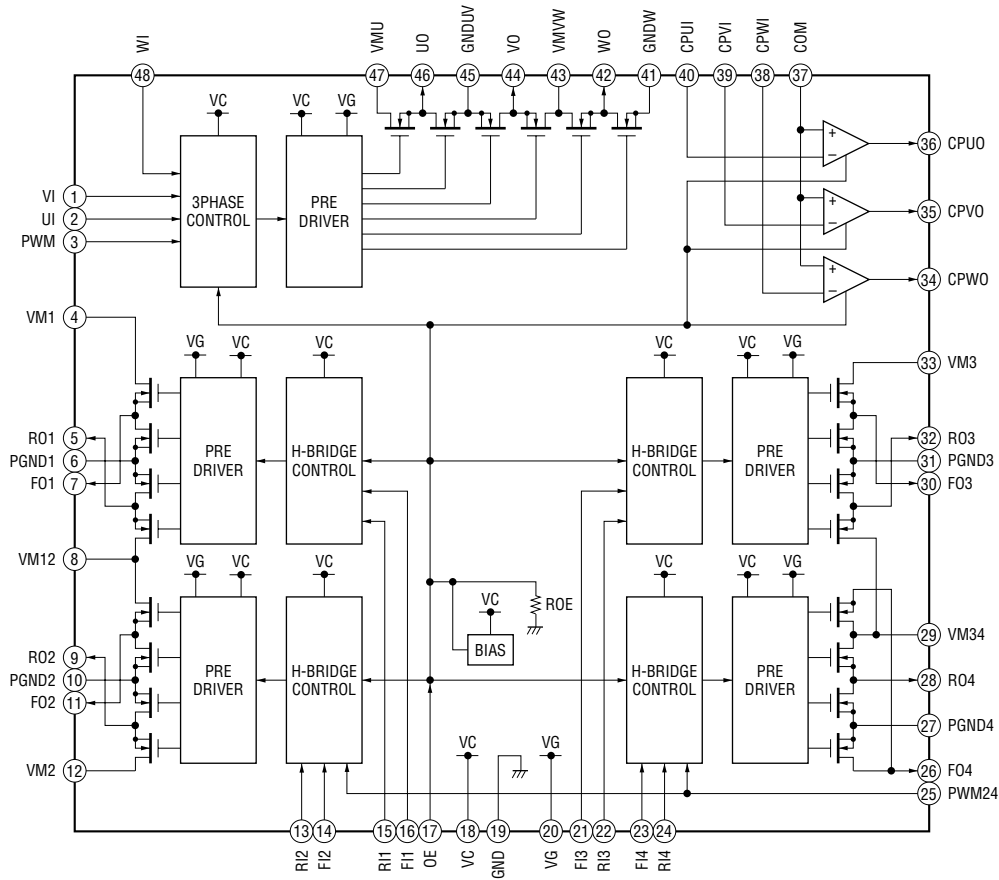 WI
VMU
UO
GNDUV
VO
VMVW
WO
GNDW
CPUI
CPVI
CPWI
COM
48
47
46
45
44
43
42
41
40
39
38
37
VC
VC
VG
3PHASE
CONTROL
PRE
DRIVER
VI 1
UI 2
PWM 3
+
−
36 CPUO
+
−
35 CPVO
+
−
34 CPWO
VM1 4
33 VM3
VG
VC
VC
VC
VC
VG
RO1 5
PGND1 6
FO1 7
PRE
DRIVER
H-BRIDGE
CONTROL
H-BRIDGE
CONTROL
PRE
DRIVER
32 RO3
31 PGND3
30 FO3
VM12 8
VG
VC
VC
VC
VC
VG
VC
ROE
BIAS
29 VM34
RO2 9
PGND2 10
FO2 11
PRE
DRIVER
H-BRIDGE
CONTROL
H-BRIDGE
CONTROL
PRE
DRIVER
28 RO4
27 PGND4
VM2 12
26 FO4
25 PWM24
VC
VG
13
14
15
16
17
18
19
20
21
22
23
24
RI2
FI2
RI1
FI1
OE
VC
GND
VG
FI3
RI3
FI4
RI4